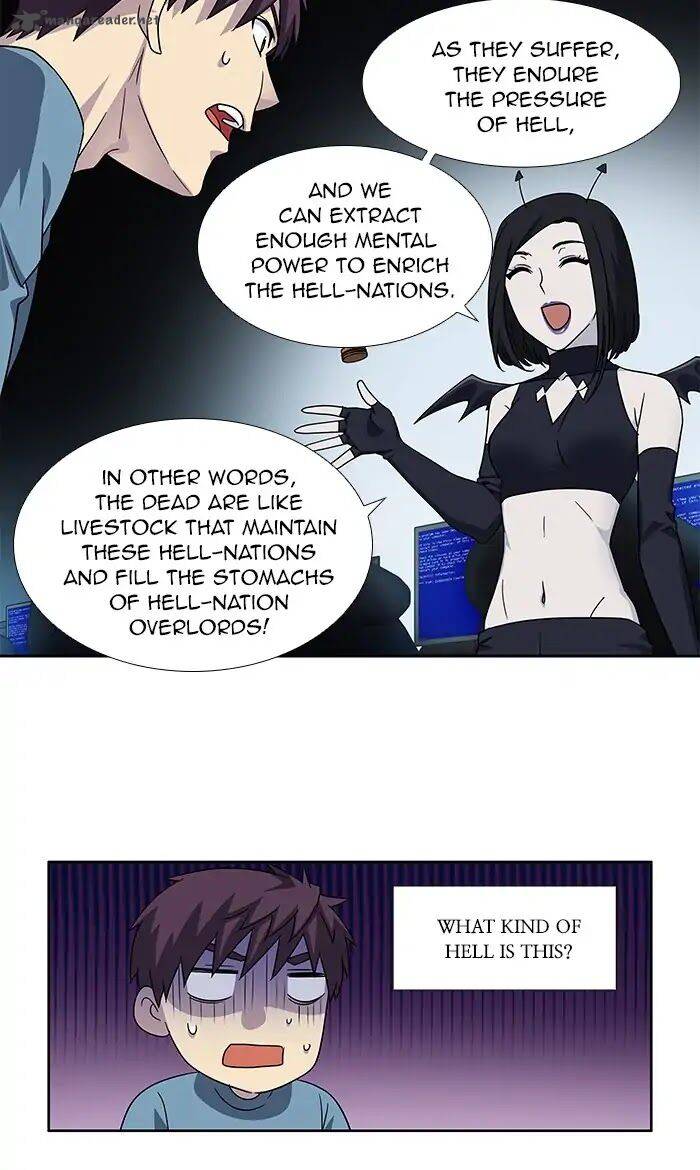 mangareader.net
AS THEY SUFFER,
THEY ENDURE
THE PRESSURE
OF HELL,
AND WE
CAN EXTRACT
ENOUGH MENTAL
POWER TO ENRICH
THE HELL-NATIONS.
IN OTHER WORDS,
THE DEAD ARE LIKE
LIVESTOCK THAT MAINTAIN
THESE HELL-NATIONS
AND FILL THE STOMACHS
OF HELL-NATION
OVERLORDS!
WHAT KIND OF
HELL IS THIS?